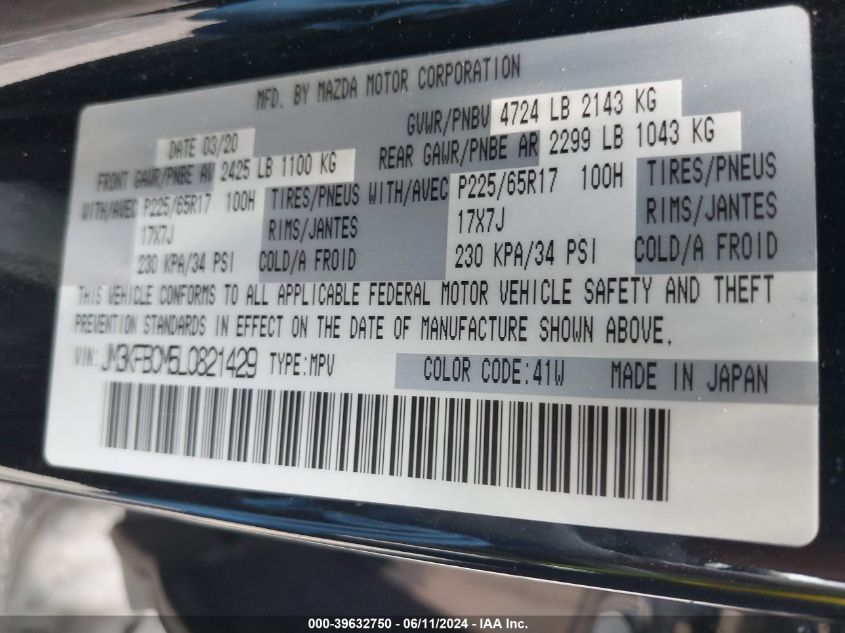 MFD. BY MAZDA MOTOR CORPORATION
DATE 03/20 GVWR/PNBV 4724 LB 2143 KG
FRONT GAWR/PNBE AV 2425 LB 1100 KG REAR GAWR/PNBE AR 2299 LB 1043 KG
WITH/AVEC P225/65R17 100H TIRES/PNEUS WITH/AVEC P225/65R17 100H TIRES/PNEUS
17X7J RIMS/JANTES 17X7J RIMS/JANTES
230 KPA/34 PSI COLD/A FROID 230 KPA/34 PSI COLD/A FROID
THIS VEHICLE CONFORMS TO ALL APPLICABLE FEDERAL MOTOR VEHICLE SAFETY AND THEFT
PREVENTION STANDARDS IN EFFECT ON THE DATE OF MANUFACTURE SHOWN ABOVE.
VIN: JM3KFBCM5L0821429 TYPE:MPV COLOR CODE:41W MADE IN JAPAN
000-39632750 - 06/11/2024 - IAA Inc.